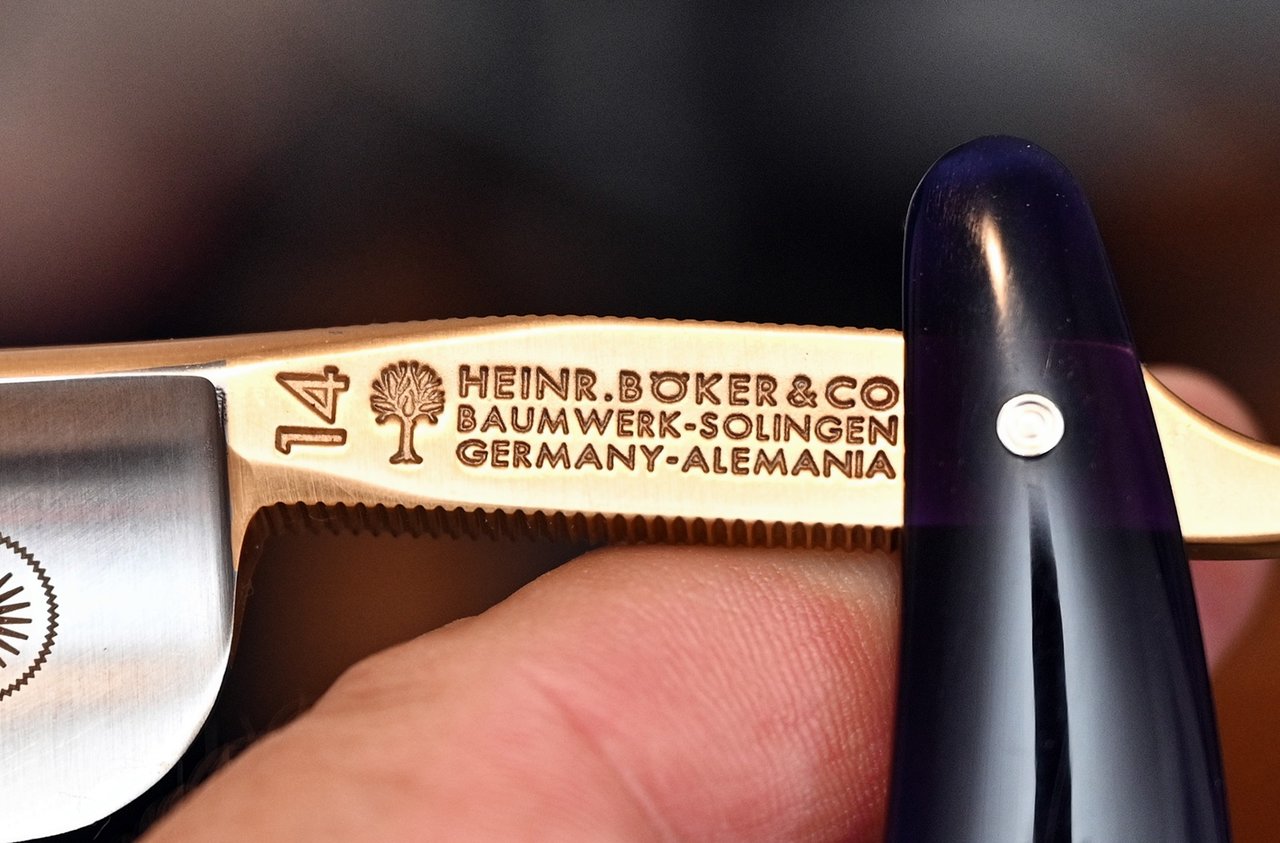 14
HEINR.BÖKER&CO
BAUMWERK-SOLINGEN
GERMANY-ALEMANIA